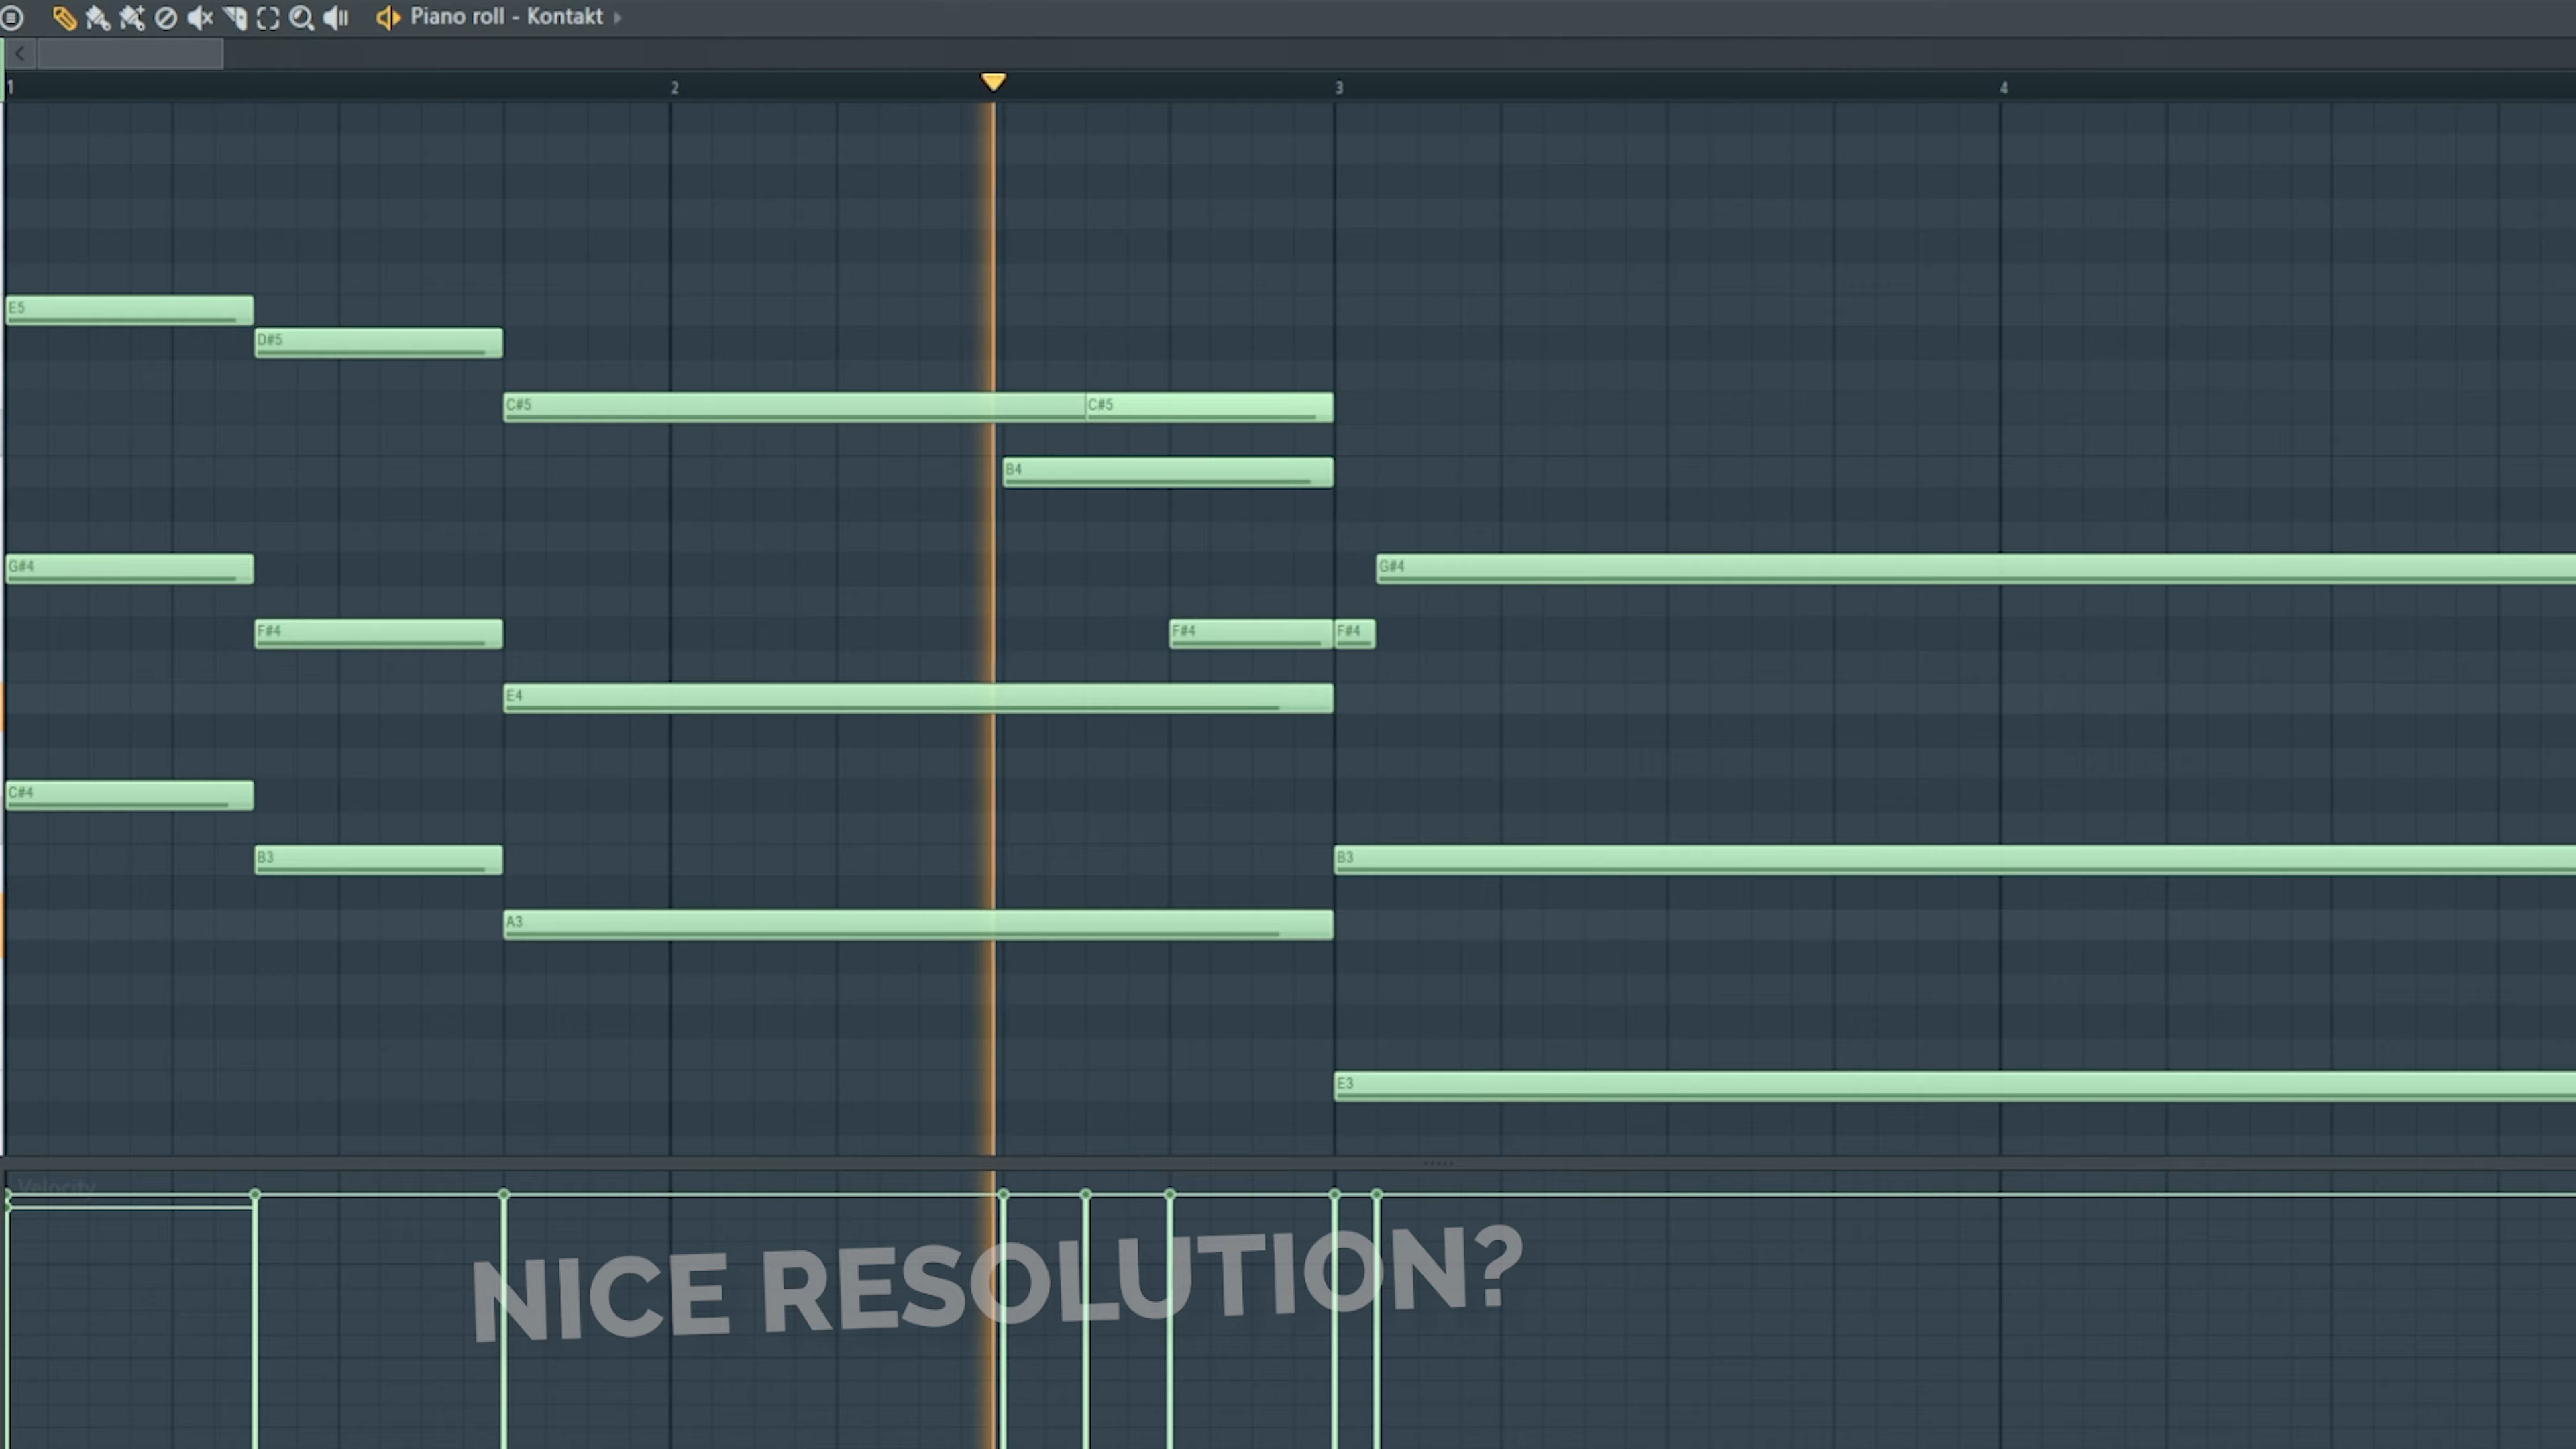 Piano roll - Kontakt
1 2 3 4
E5
D#5
C#5 C#5
B4
G#4 G#4
F#4 F#4 F#4
E4
C#4
B3 B3
A3
E3
Velocity
NICE RESOLUTION?